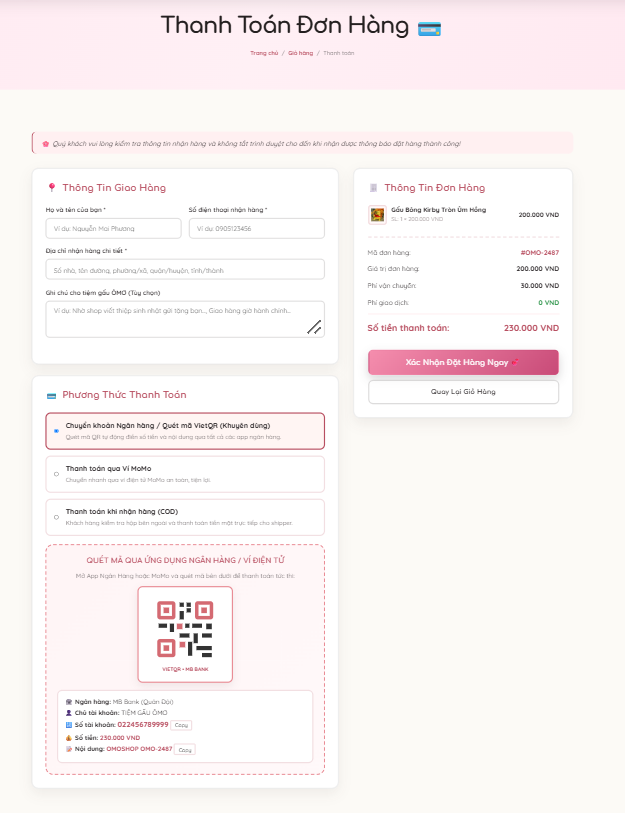 Thanh Toán Đơn Hàng
Trang chủ / Giỏ hàng / Thanh toán
Quý khách vui lòng kiểm tra thông tin nhận hàng và không tắt trình duyệt cho đến khi nhận được thông báo đặt hàng thành công!
Thông Tin Giao Hàng
Họ và tên của bạn *
Số điện thoại nhận hàng *
Ví dụ: Nguyễn Mai Phương
Ví dụ: 0905123456
Địa chỉ nhận hàng chi tiết *
Số nhà, tên đường, phường/xã, quận/huyện, tỉnh/thành
Ghi chú cho tiệm gấu ÔMƠ (Tùy chọn)
Ví dụ: Nhờ shop viết thiệp sinh nhật gửi tặng bạn..., Giao hàng giờ hành chính...
Phương Thức Thanh Toán
Chuyển khoản Ngân hàng / Quét mã VietQR (Khuyên dùng)
Quét mã QR tự động điền số tiền và nội dung qua tất cả các app ngân hàng.
Thanh toán qua Ví MoMo
Chuyển nhanh qua ví điện tử MoMo an toàn, tiện lợi.
Thanh toán khi nhận hàng (COD)
Khách hàng kiểm tra hộp bên ngoài và thanh toán tiền mặt trực tiếp cho shipper.
QUÉT MÃ QUA ỨNG DỤNG NGÂN HÀNG / VÍ ĐIỆN TỬ
Mở App Ngân Hàng hoặc MoMo và quét mã bên dưới để thanh toán tức thì.
VIETQR • MB BANK
Ngân hàng: MB Bank (Quân Đội)
Chủ tài khoản: TIỆM GẤU ÔMƠ
Số tài khoản: 022456789999 Copy
Số tiền: 230.000 VND
Nội dung: OMOSHOP OMO-2487 Copy
Thông Tin Đơn Hàng
Gấu Bông Kirby Tròn Ủm Hồng
SL: 1 × 200.000 VND
200.000 VND
Mã đơn hàng: #OMO-2487
Giá trị đơn hàng: 200.000 VND
Phí vận chuyển: 30.000 VND
Phí giao dịch: 0 VND
Số tiền thanh toán: 230.000 VND
Xác Nhận Đặt Hàng Ngay
Quay Lại Giỏ Hàng